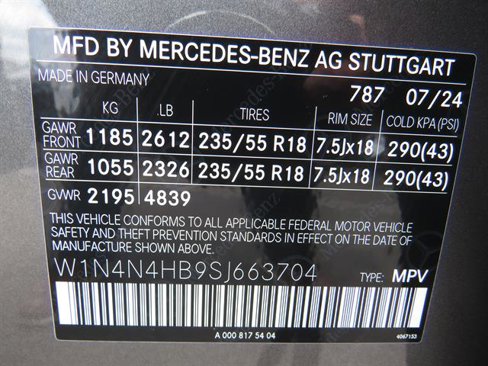 MFD BY MERCEDES-BENZ AG STUTTGART
MADE IN GERMANY 787 07/24
KG .LB TIRES RIM SIZE COLD KPA(PSI)
GAWR FRONT 1185 2612 235/55 R18 7.5Jx18 290(43)
GAWR REAR 1055 2326 235/55 R18 7.5Jx18 290(43)
GVWR 2195 4839
THIS VEHICLE CONFORMS TO ALL APPLICABLE FEDERAL MOTOR VEHICLE
SAFETY AND THEFT PREVENTION STANDARDS IN EFFECT ON THE DATE
OF MANUFACTURE SHOWN ABOVE.
W1N4N4HB9SJ663704 TYPE: MPV
A 000 817 54 04 4067153